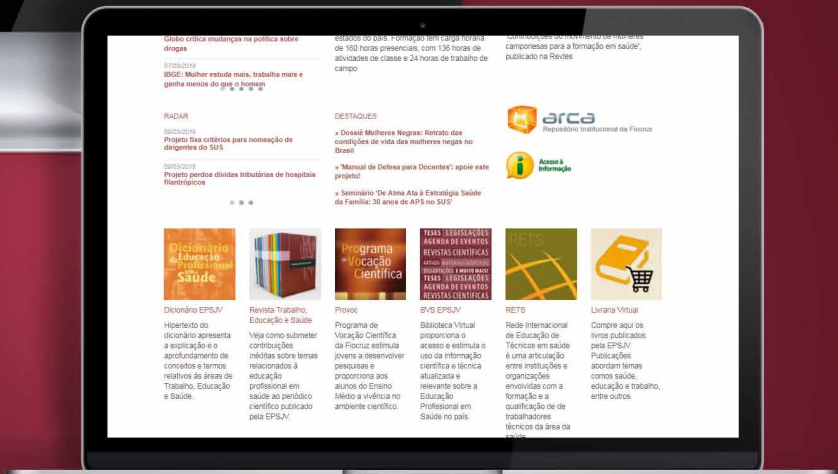 Globo critica mudanças na política sobre
drogas
07/03/2018
IBGE: Mulher estuda mais, trabalha mais e
ganha menos do que o homem
estados do país. Formação tem carga horária
de 160 horas presenciais, com 136 horas de
atividades de classe e 24 horas de trabalho de
campo
'Contribuições do movimento de mulheres
camponesas para a formação em saúde',
publicado na Revtes
RADAR
09/03/2018
Projeto fixa critérios para nomeação de
dirigentes do SUS
09/03/2018
Projeto perdoa dívidas tributárias de hospitais
filantrópicos
DESTAQUES
» Dossiê Mulheres Negras: Retrato das
condições de vida das mulheres negas no
Brasil
» 'Manual de Defesa para Docentes': apoie este
projeto!
» Seminário 'De Alma Ata à Estratégia Saúde
da Família: 30 anos de APS no SUS'
arca
Repositório Institucional da Fiocruz
Acesso à
Informação
Dicionário
da Educação
Profissional
em
Saúde
Programa
de Vocação
Científica
TESES LEGISLAÇÕES
AGENDA DE EVENTOS
REVISTAS CIENTÍFICAS
ARTIGOS
DISSERTAÇÕES E MUITO MAIS!
TESES LEGISLAÇÕES
AGENDA DE EVENTOS
REVISTAS CIENTÍFICAS
RETS
Dicionário EPSJV
Hipertexto do
dicionário apresenta
a explicação e o
aprofundamento de
conceitos e termos
relativos às áreas de
Trabalho, Educação
e Saúde.
Revista Trabalho,
Educação e Saúde
Veja como submeter
contribuições
inéditas sobre temas
relacionados à
educação
profissional em
saúde ao periódico
científico publicado
pela EPSJV.
Provoc
Programa de
Vocação Científica
da Fiocruz estimula
jovens a desenvolver
pesquisas e
proporciona aos
alunos do Ensino
Médio a vivência no
ambiente científico.
BVS EPSJV
Biblioteca Virtual
proporciona o
acesso e estimula o
uso da informação
científica e técnica
atualizada e
relevante sobre a
Educação
Profissional em
Saúde no país.
RETS
Rede Internacional
de Educação de
Técnicos em saúde
é uma articulação
entre instituições e
organizações
envolvidas com a
formação e a
qualificação de de
trabalhadores
técnicos da área da
saúde
Livraria Virtual
Compre aqui os
livros publicados
pela EPSJV.
Publicações
abordam temas
comos saúde,
educação e trabalho,
entre outros.